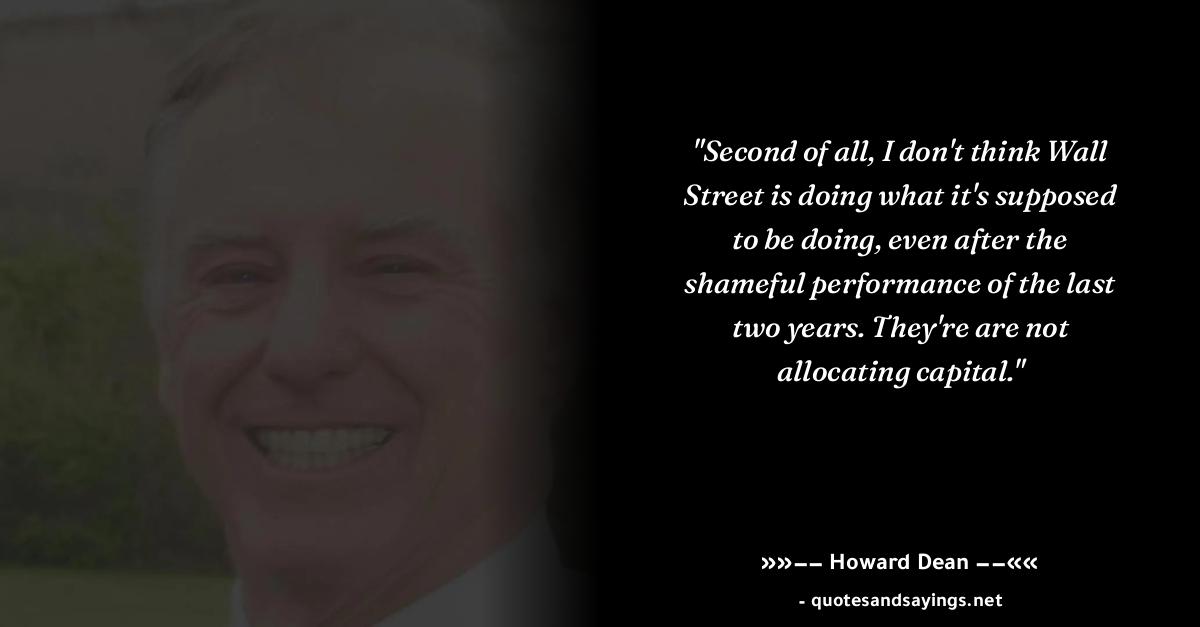 "Second of all, I don't think Wall
Street is doing what it's supposed
to be doing, even after the
shameful performance of the last
two years. They're are not
allocating capital."
»»−− Howard Dean −−««
- quotesandsayings.net